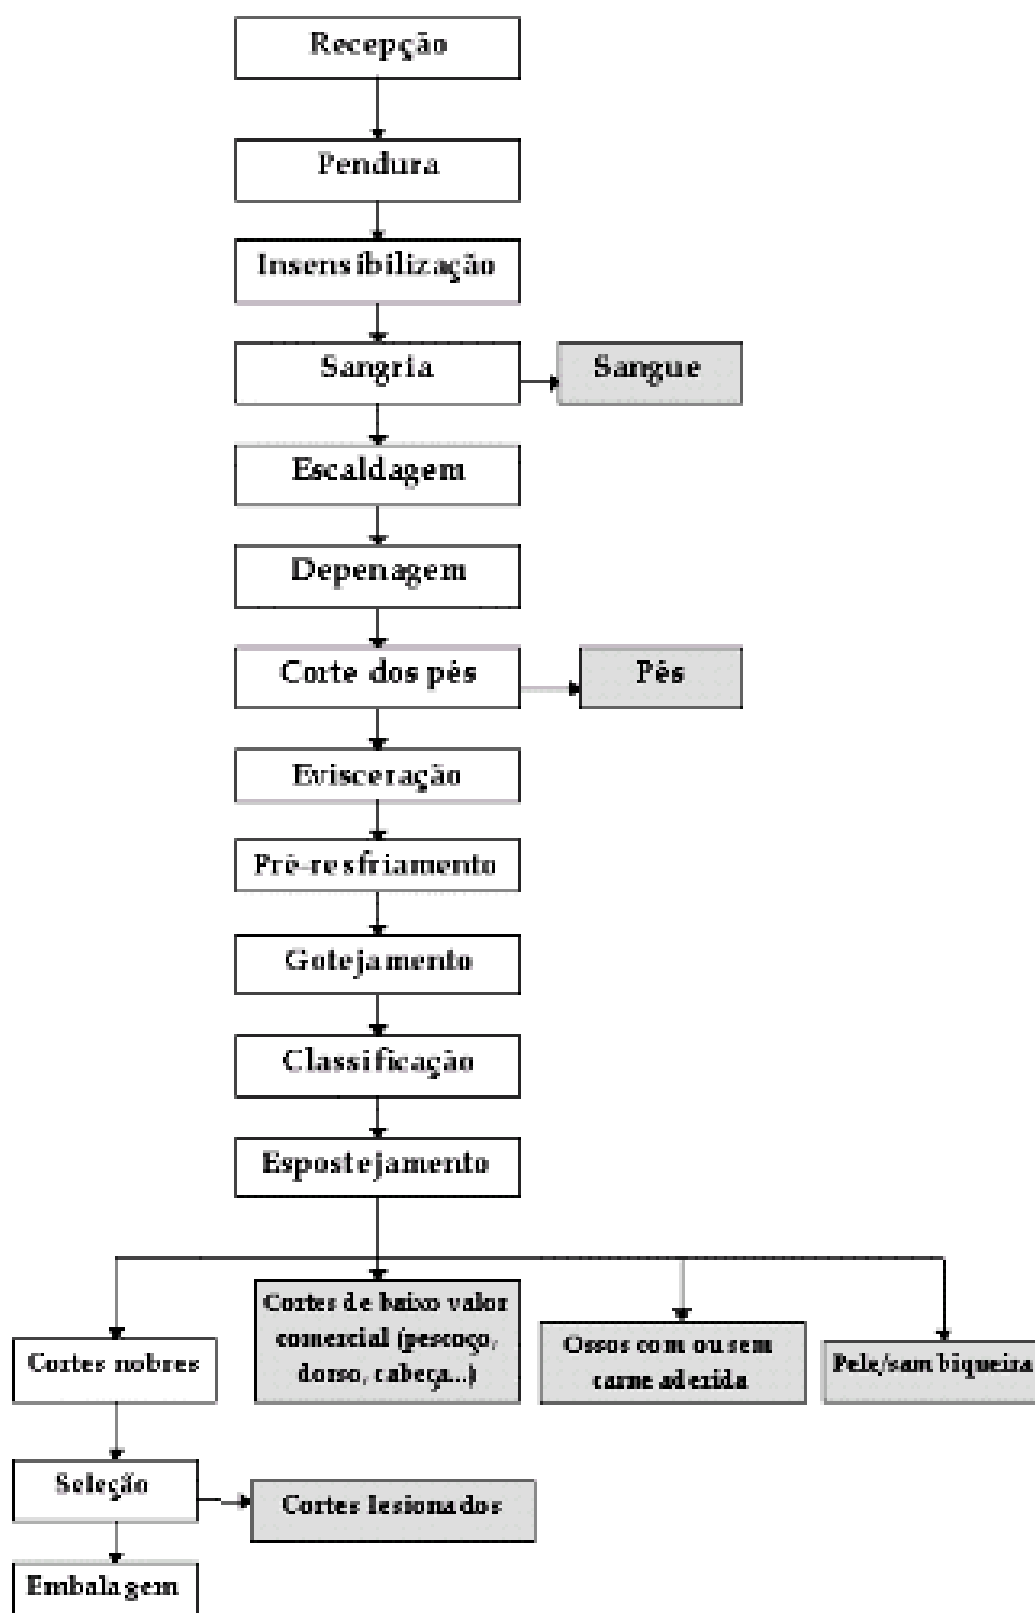 Recepção
Pendura
Insensibilização
Sangria
Sangue
Escaldagem
Depenagem
Corte dos pés
Pés
Evisceração
Pré-resfriamento
Gotejamento
Classificação
Espostejamento
Cortes nobres
Cortes de baixo valor
comercial (pescoço,
dorso, cabeça...)
Ossos com ou sem
carne aderida
Pele/sambiqueira
Seleção
Cortes lesionados
Embalagem